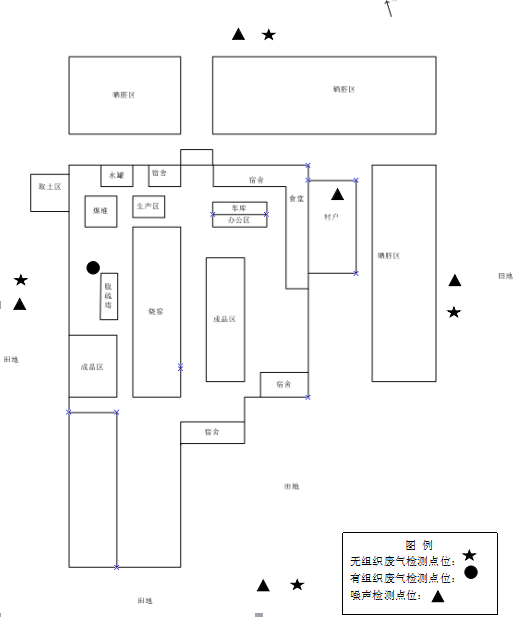 晒胚区
晒胚区
水罐
宿舍
宿舍
取土区
食堂
煤堆
生产区
车库
办公区
村户
晒胚区
田地
脱硫塔
烧窑
成品区
田地
成品区
宿舍
宿舍
田地
田地
图 例
无组织废气检测点位：
有组织废气检测点位：
噪声检测点位：